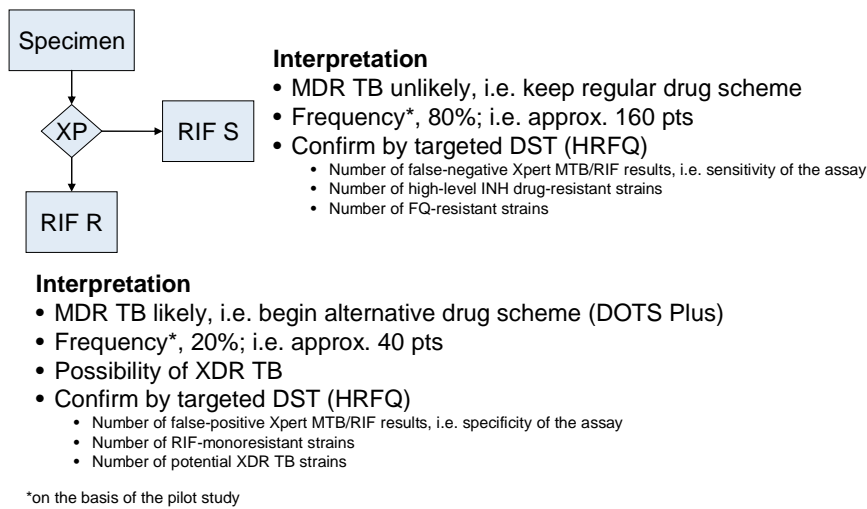 Specimen
XP
RIF S
RIF R
Interpretation
• MDR TB unlikely, i.e. keep regular drug scheme
• Frequency*, 80%; i.e. approx. 160 pts
• Confirm by targeted DST (HRFQ)
• Number of false-negative Xpert MTB/RIF results, i.e. sensitivity of the assay
• Number of high-level INH drug-resistant strains
• Number of FQ-resistant strains
Interpretation
• MDR TB likely, i.e. begin alternative drug scheme (DOTS Plus)
• Frequency*, 20%; i.e. approx. 40 pts
• Possibility of XDR TB
• Confirm by targeted DST (HRFQ)
• Number of false-positive Xpert MTB/RIF results, i.e. specificity of the assay
• Number of RIF-monoresistant strains
• Number of potential XDR TB strains
*on the basis of the pilot study